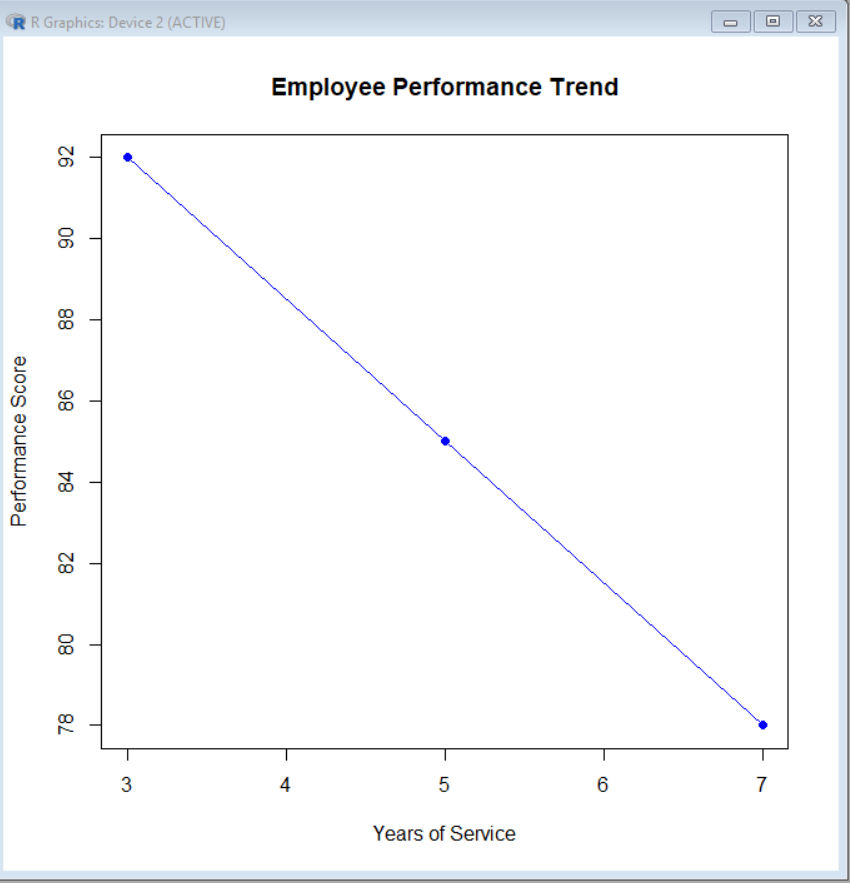 R Graphics: Device 2 (ACTIVE)
Employee Performance Trend
92
90
88
86
84
82
80
78
Performance Score
3 4 5 6 7
Years of Service